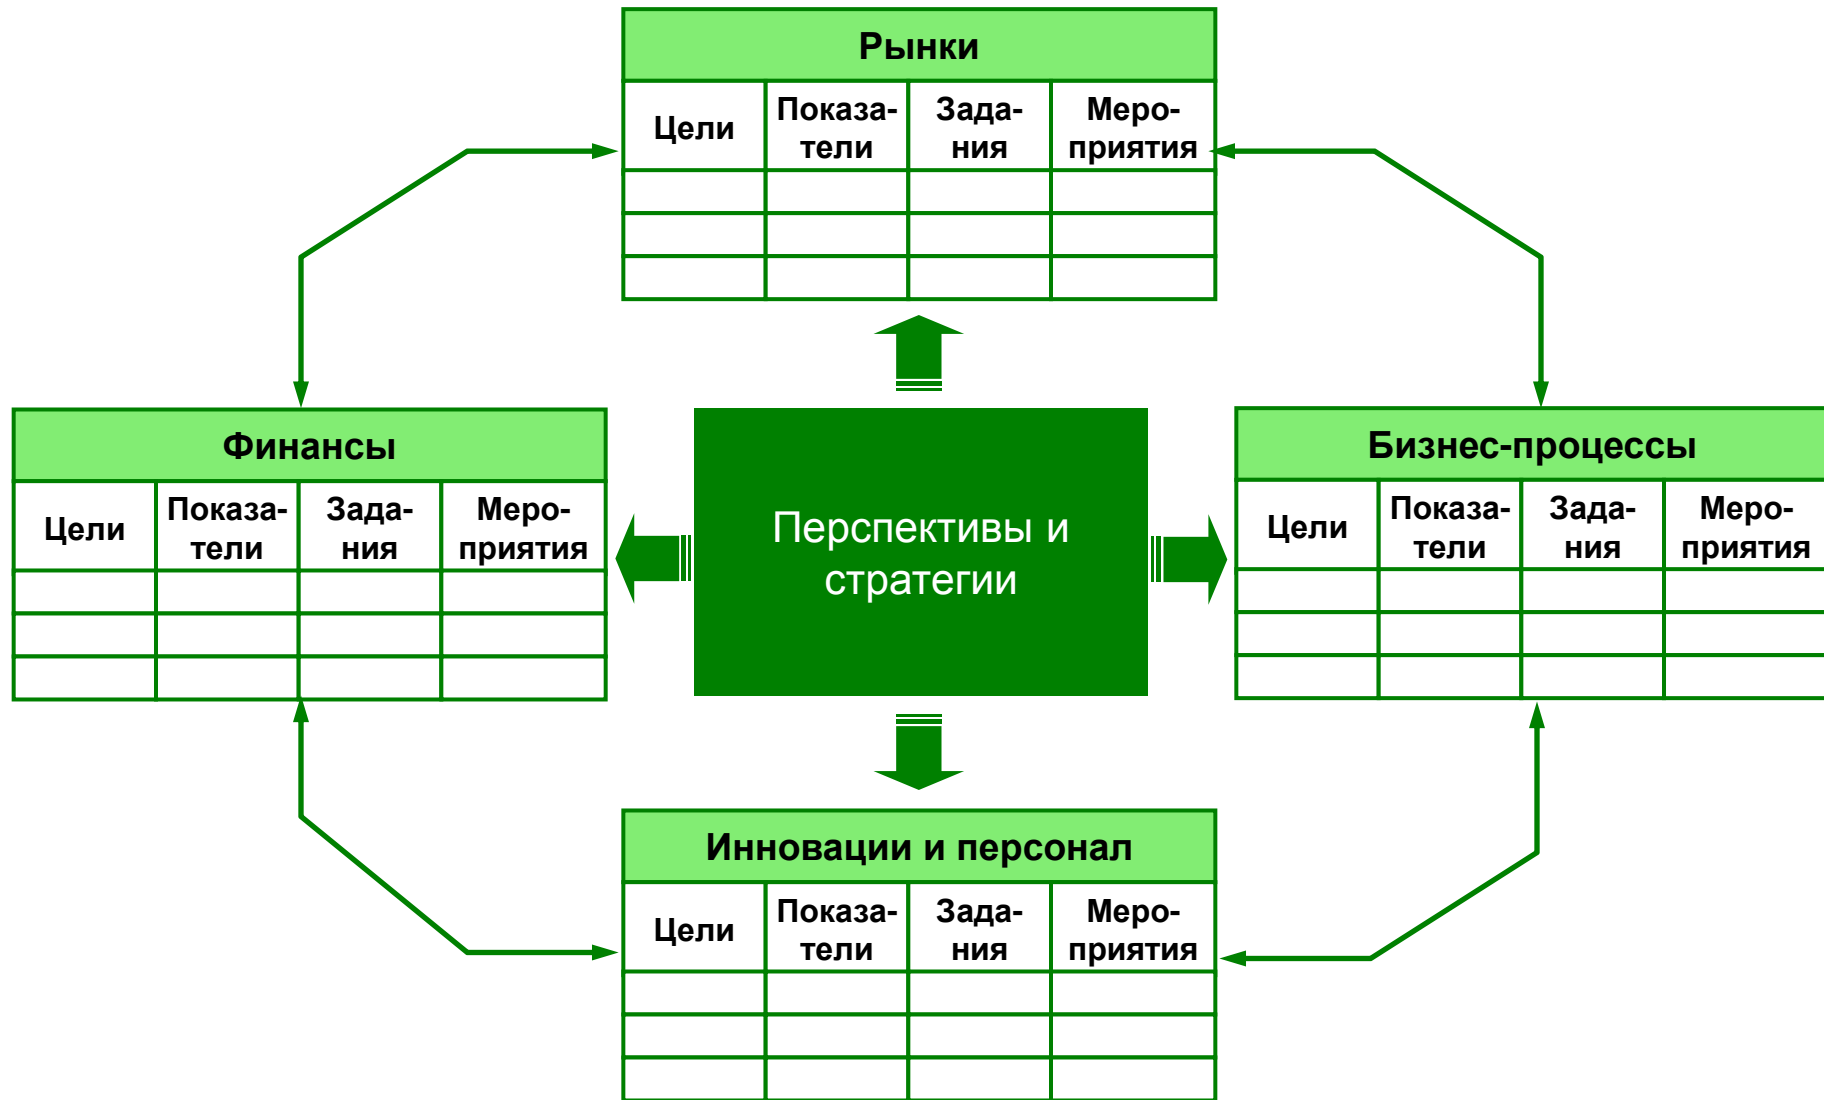 Рынки
Цели
Показа-
тели
Зада-
ния
Меро-
приятия
Финансы
Цели
Показа-
тели
Зада-
ния
Меро-
приятия
Перспективы и
стратегии
Бизнес-процессы
Цели
Показа-
тели
Зада-
ния
Меро-
приятия
Инновации и персонал
Цели
Показа-
тели
Зада-
ния
Меро-
приятия